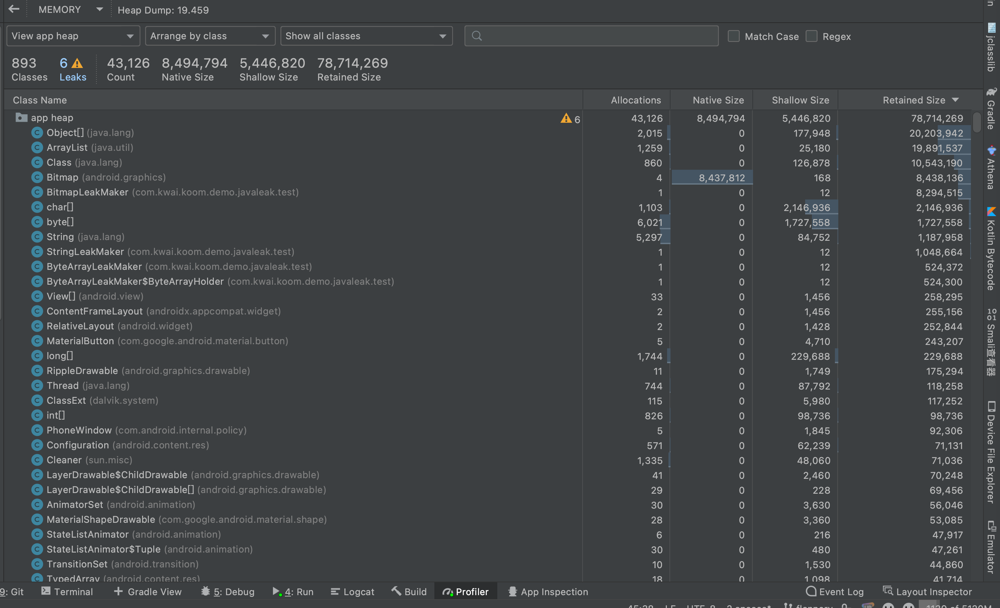 MEMORY Heap Dump: 19.459
View app heap Arrange by class Show all classes Match Case Regex
893 6 43,126 8,494,794 5,446,820 78,714,269
Classes Leaks Count Native Size Shallow Size Retained Size
Class Name Allocations Native Size Shallow Size Retained Size
app heap 6 43,126 8,494,794 5,446,820 78,714,269
C Object[] (java.lang) 2,015 0 177,948 20,203,942
C ArrayList (java.util) 1,259 0 25,180 19,891,537
C Class (java.lang) 860 0 126,878 10,543,190
C Bitmap (android.graphics) 4 8,437,812 168 8,438,136
C BitmapLeakMaker (com.kwai.koom.demo.javaleak.test) 1 0 12 8,294,515
C char[] 1,103 0 2,146,936 2,146,936
C byte[] 6,021 0 1,727,558 1,727,558
C String (java.lang) 5,297 0 84,752 1,187,958
C StringLeakMaker (com.kwai.koom.demo.javaleak.test) 1 0 12 1,048,664
C ByteArrayLeakMaker (com.kwai.koom.demo.javaleak.test) 1 0 12 524,372
C ByteArrayLeakMaker$ByteArrayHolder (com.kwai.koom.demo.javaleak.test) 1 0 12 524,300
C View[] (android.view) 33 0 1,456 258,295
C ContentFrameLayout (androidx.appcompat.widget) 2 0 1,456 255,156
C RelativeLayout (android.widget) 2 0 1,428 252,844
C MaterialButton (com.google.android.material.button) 5 0 4,710 243,207
C long[] 1,744 0 229,688 229,688
C RippleDrawable (android.graphics.drawable) 11 0 1,749 175,294
C Thread (java.lang) 744 0 87,792 118,258
C ClassExt (dalvik.system) 115 0 5,980 117,252
C int[] 826 0 98,736 98,736
C PhoneWindow (com.android.internal.policy) 5 0 1,845 92,306
C Configuration (android.content.res) 571 0 62,239 71,131
C Cleaner (sun.misc) 1,335 0 48,060 71,036
C LayerDrawable$ChildDrawable (android.graphics.drawable) 41 0 2,460 70,248
C LayerDrawable$ChildDrawable[] (android.graphics.drawable) 29 0 228 69,456
C AnimatorSet (android.animation) 30 0 3,630 56,046
C MaterialShapeDrawable (com.google.android.material.shape) 28 0 3,360 53,085
C StateListAnimator (android.animation) 6 0 216 47,917
C StateListAnimator$Tuple (android.animation) 30 0 480 47,261
C TransitionSet (android.transition) 10 0 1,530 44,860
C TypedArray (android.content.res) 18 0 1,098 41,714
9: Git Terminal Gradle View 5: Debug 4: Run Logcat Build Profiler App Inspection Event Log Layout Inspector
jclasslib
Gradle
Athena
Kotlin Bytecode
Smali查看器
Device File Explorer
Emulator